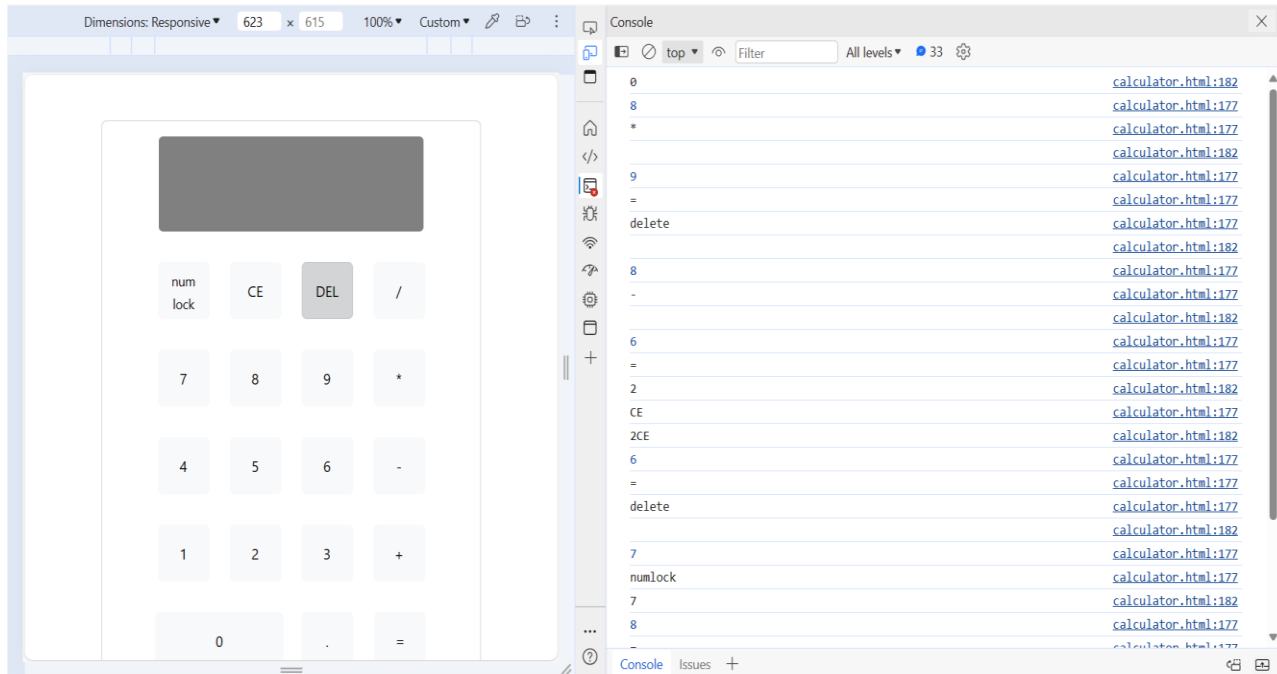 Dimensions: Responsive 623 x 615 100% Custom
Console
top Filter All levels 33
0 calculator.html:182
8 calculator.html:177
* calculator.html:177
calculator.html:182
9 calculator.html:177
= calculator.html:177
delete calculator.html:177
calculator.html:182
8 calculator.html:177
- calculator.html:177
calculator.html:182
6 calculator.html:177
= calculator.html:177
2 calculator.html:182
CE calculator.html:177
2CE calculator.html:182
6 calculator.html:177
= calculator.html:177
delete calculator.html:177
calculator.html:182
7 calculator.html:177
numlock calculator.html:177
7 calculator.html:182
8 calculator.html:177
= calculator.html:177
num
lock
CE DEL /
7 8 9 *
4 5 6 -
1 2 3 +
0 . =
Console Issues